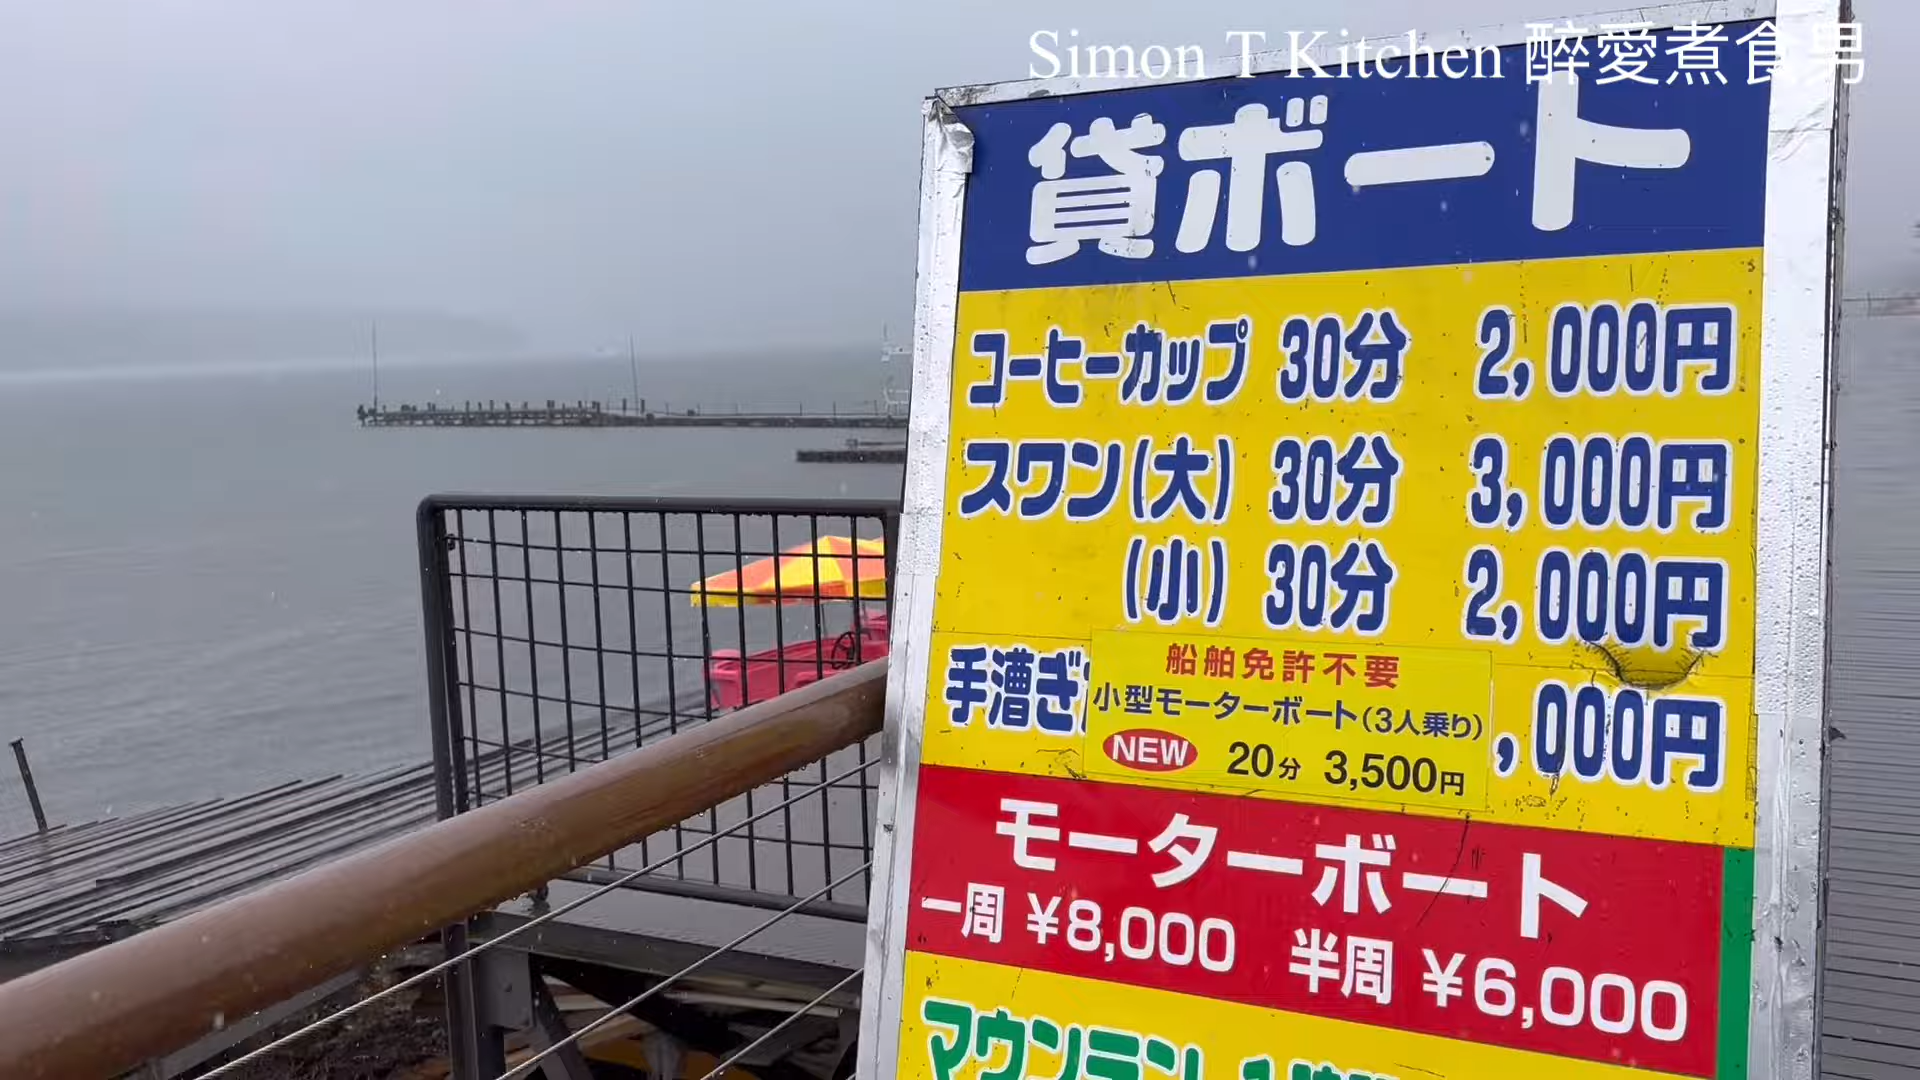 Simon T Kitchen 醉愛煮食男
貸ボート
コーヒーカップ 30分 2,000円
スワン(大) 30分 3,000円
(小) 30分 2,000円
手漕ぎ ,000円
船舶免許不要
小型モーターボート(3人乗り)
NEW 20分 3,500円
モーターボート
一周 ¥8,000 半周 ¥6,000
マウンテン